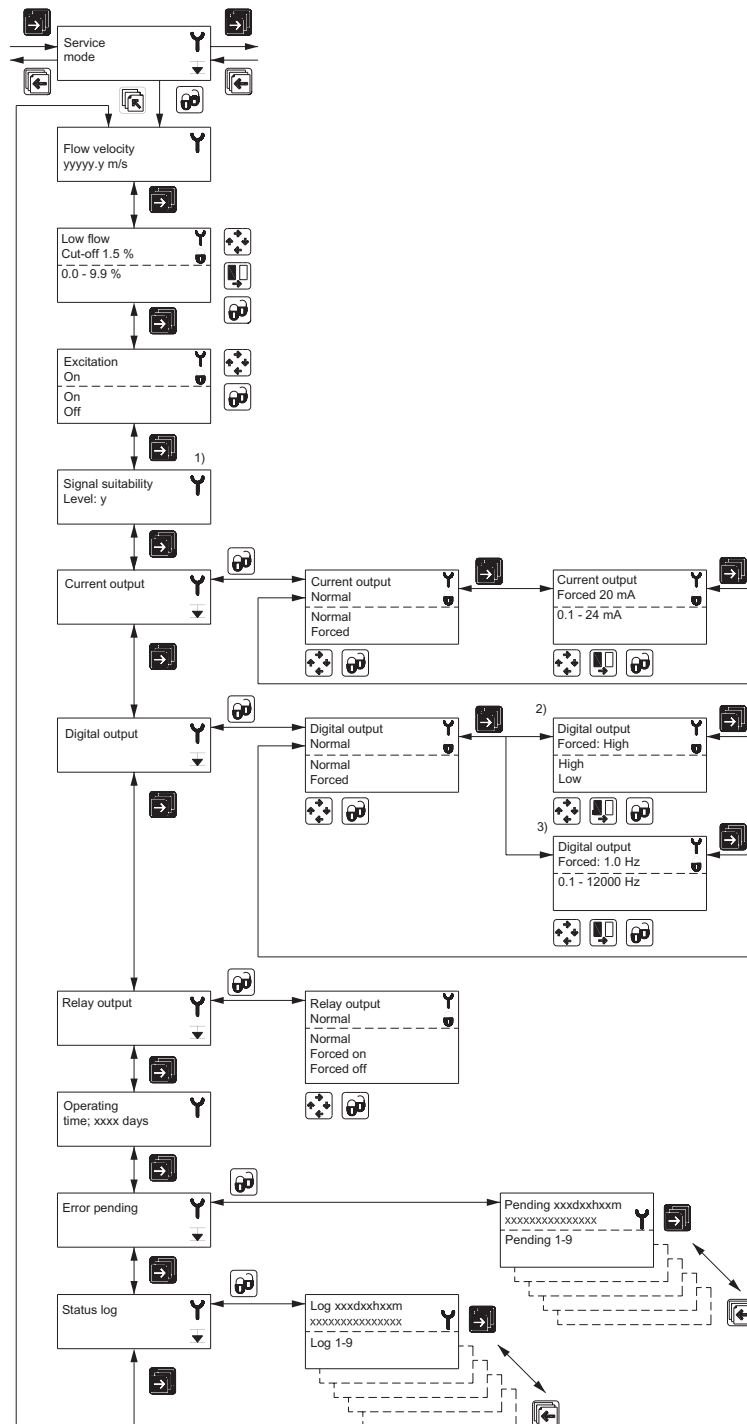 Service
mode
Flow velocity
yyyyy.y m/s
Low flow
Cut-off 1.5 %
0.0 - 9.9 %
Excitation
On
On
Off
1)
Signal suitability
Level: y
Current output
Current output
Normal
Normal
Forced
Current output
Forced 20 mA
0.1 - 24 mA
Digital output
Digital output
Normal
Normal
Forced
2)
Digital output
Forced: High
High
Low
3)
Digital output
Forced: 1.0 Hz
0.1 - 12000 Hz
Relay output
Relay output
Normal
Normal
Forced on
Forced off
Operating
time; xxxx days
Error pending
Pending xxxdxxhxxm
xxxxxxxxxxxxxxx
Pending 1-9
Status log
Log xxxdxxhxxm
xxxxxxxxxxxxxxx
Log 1-9